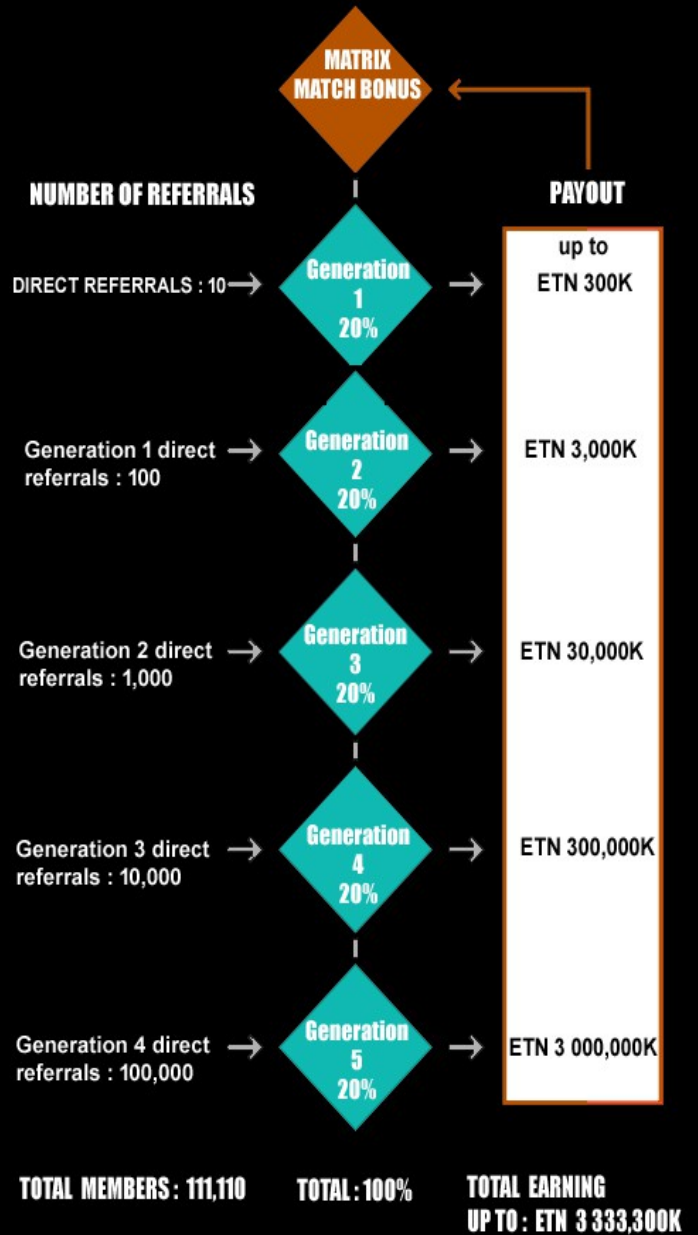 MATRIX
MATCH BONUS
NUMBER OF REFERRALS
PAYOUT
DIRECT REFERRALS : 10
Generation
1
20%
up to
ETN 300K
Generation 1 direct
referrals : 100
Generation
2
20%
ETN 3,000K
Generation 2 direct
referrals : 1,000
Generation
3
20%
ETN 30,000K
Generation 3 direct
referrals : 10,000
Generation
4
20%
ETN 300,000K
Generation 4 direct
referrals : 100,000
Generation
5
20%
ETN 3 000,000K
TOTAL MEMBERS : 111,110
TOTAL : 100%
TOTAL EARNING
UP TO : ETN 3 333,300K